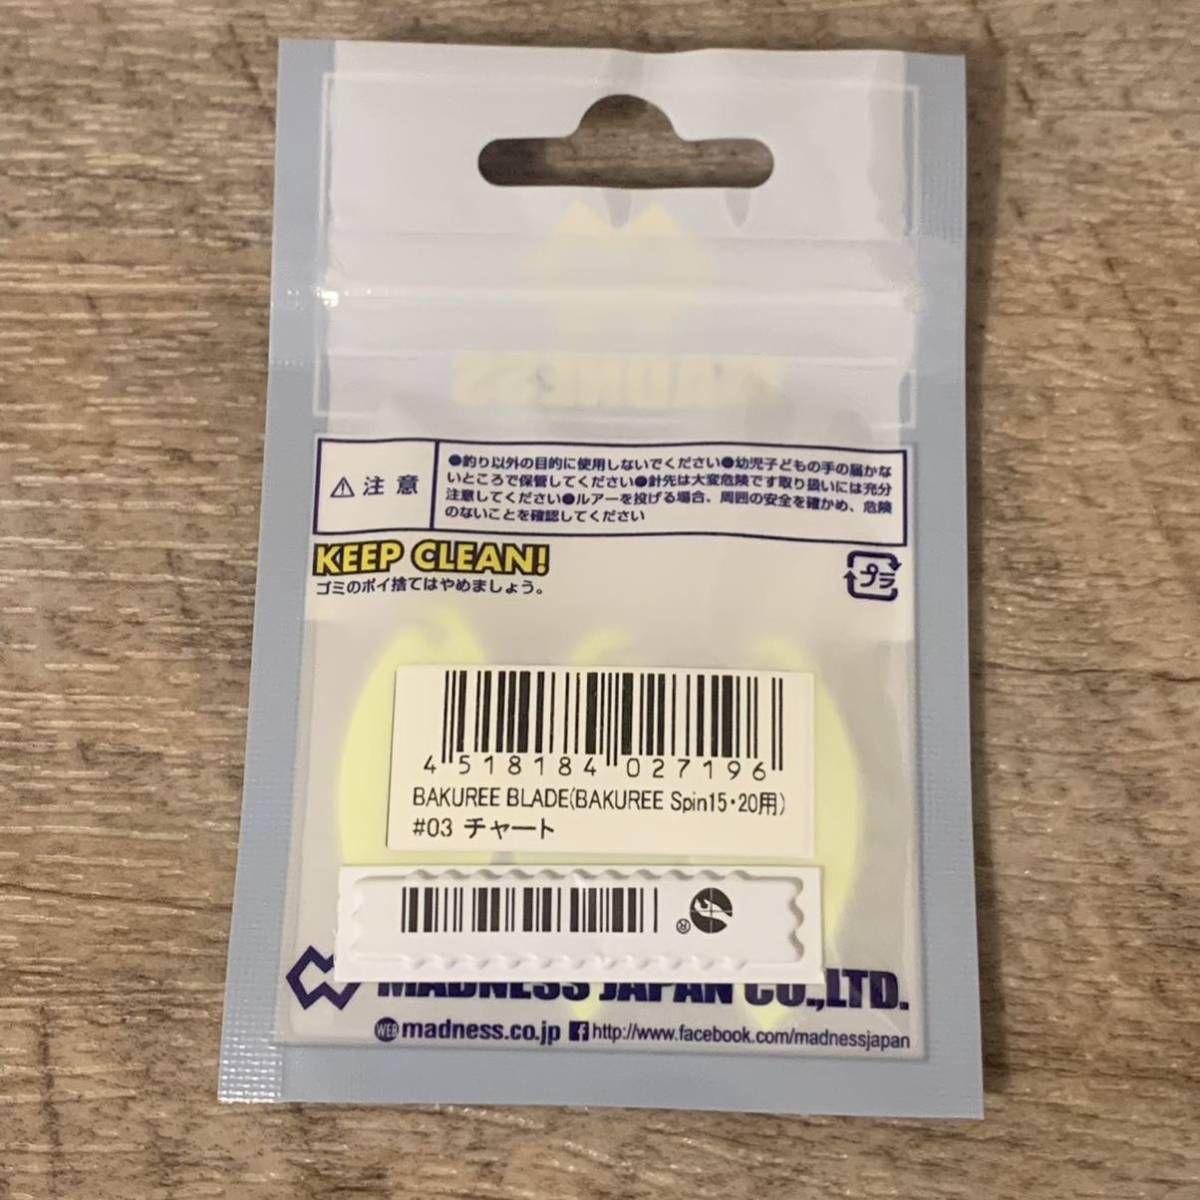 MADNESS
⚠注意
●釣り以外の目的に使用しないでください●幼児子どもの手の届かな
いところで保管してください●針先は大変危険です取り扱いには充分
注意してください●ルアーを投げる場合、周囲の安全を確かめ、危険
のないことを確認してください
KEEP CLEAN!
ゴミのポイ捨てはやめましょう。
プラ
4 518184 027196
BAKUREE BLADE(BAKUREE Spin15・20用)
#03 チャート
®
MADNESS JAPAN CO.,LTD.
WEB madness.co.jp f http://www.facebook.com/madnessjapan